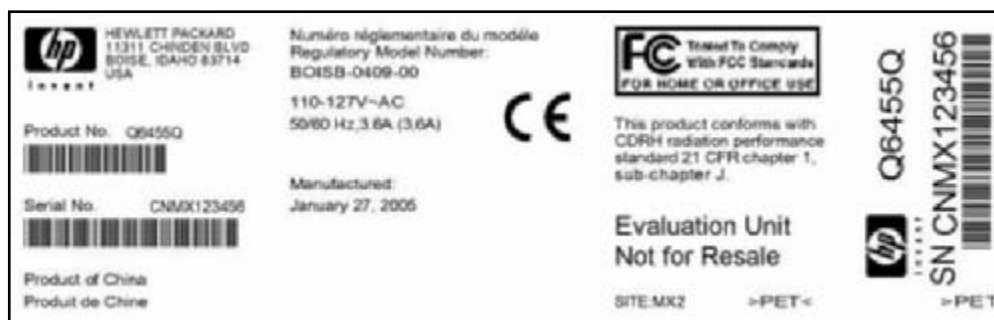 hp
invent
HEWLETT PACKARD
11311 CHINDEN BLVD
BOISE, IDAHO 83714
USA
Product No. Q6455Q
Serial No. CNMX123456
Product of China
Produit de Chine
Numéro réglementaire du modéle
Regulatory Model Number:
BOISB-0409-00
110-127V~AC
50/60 Hz,3.6A (3,6A)
Manufactured:
January 27, 2005
CE
FC Tested To Comply
With FCC Standards
FOR HOME OR OFFICE USE
This product conforms with
CDRH radiation performance
standard 21 CFR chapter 1,
sub-chapter J.
Evaluation Unit
Not for Resale
SITE:MX2 >PET<
Q6455Q
hp
invent
SN CNMX123456
>PET